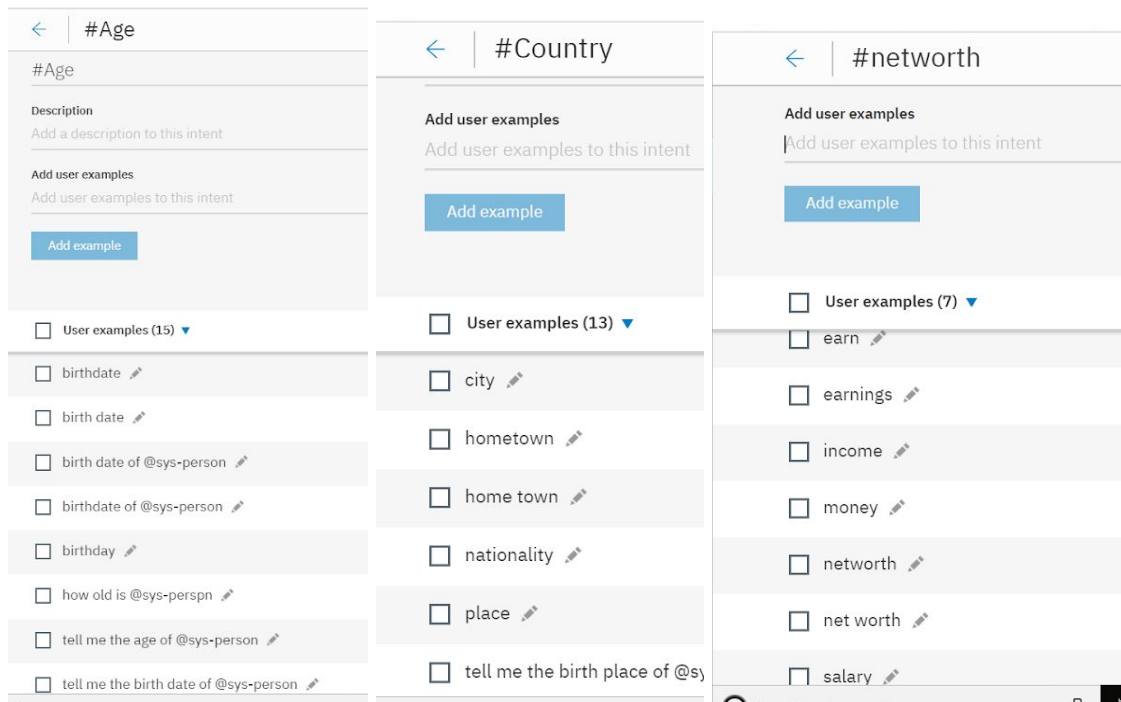 #Age
#Age
Description
Add a description to this intent
Add user examples
Add user examples to this intent
Add example
User examples (15)
birthdate
birth date
birth date of @sys-person
birthdate of @sys-person
birthday
how old is @sys-perspn
tell me the age of @sys-person
tell me the birth date of @sys-person
#Country
Add user examples
Add user examples to this intent
Add example
User examples (13)
city
hometown
home town
nationality
place
tell me the birth place of @sy
#networth
Add user examples
Add user examples to this intent
Add example
User examples (7)
earn
earnings
income
money
networth
net worth
salary